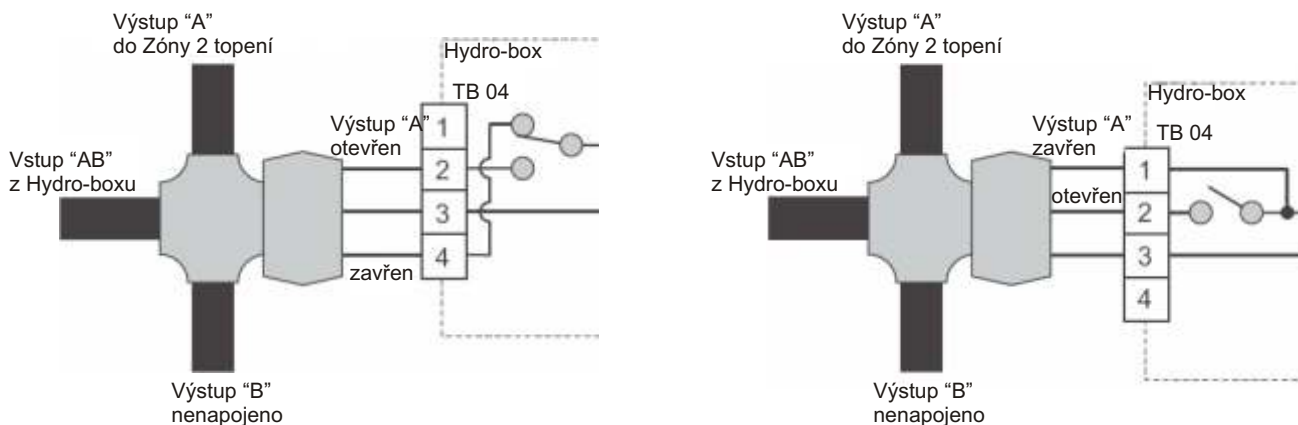 Výstup “A”
do Zóny 2 topení
Hydro-box
TB 04
Výstup “A”
otevřen
1
2
3
4
Vstup “AB”
z Hydro-boxu
zavřen
Výstup “B”
nenapojeno
Výstup “A”
do Zóny 2 topení
Hydro-box
TB 04
Výstup “A”
zavřen
1
2
3
4
Vstup “AB”
z Hydro-boxu
otevřen
Výstup “B”
nenapojeno